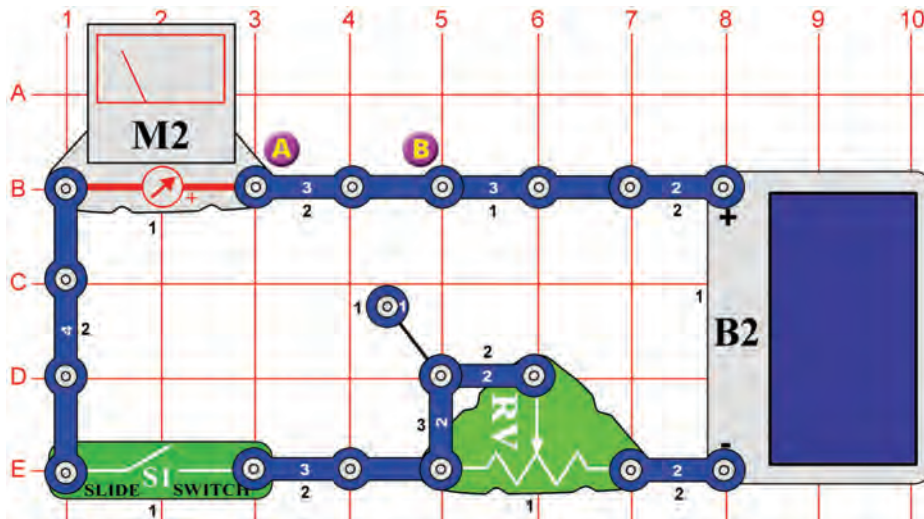 1 2 3 4 5 6 7 8 9 10
A
M2
A B
B + 3 3 2
2 1 2
1 +
C
1 1 1
4 2 B2
D 2
2
3 2 RV
-
E S1 3 2
SLIDE SWITCH 2 2
1 1